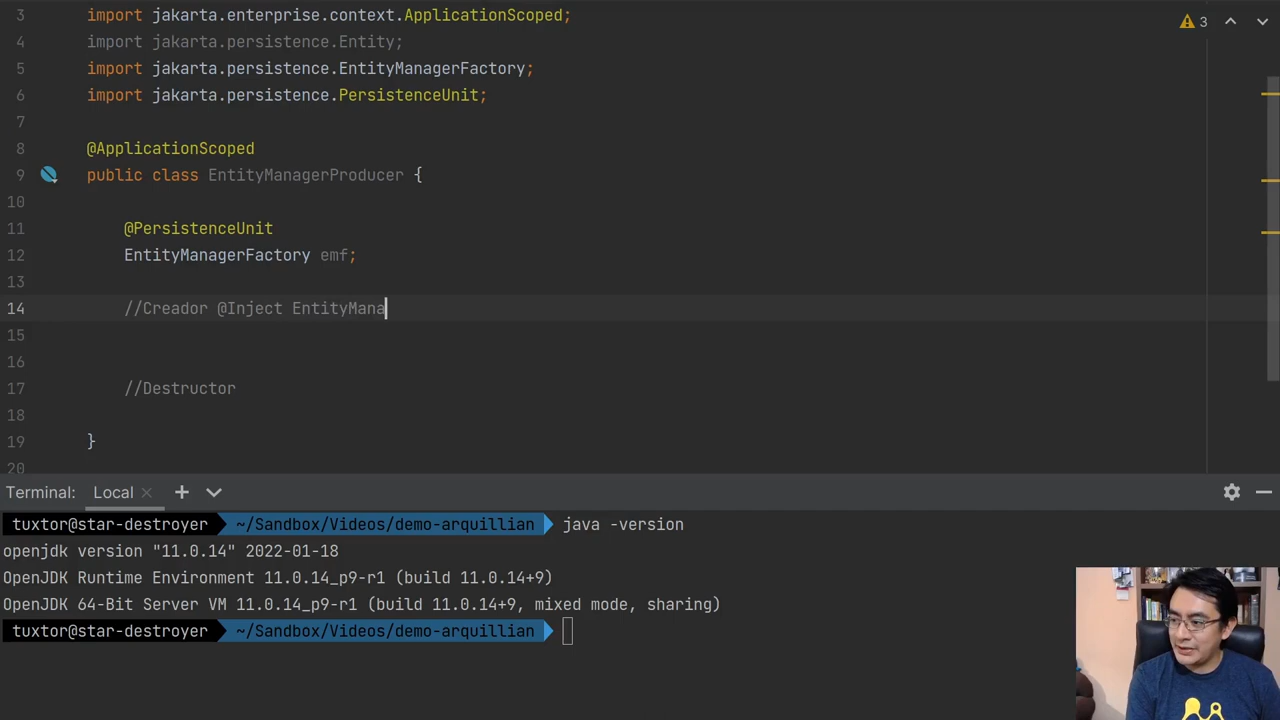 3 import jakarta.enterprise.context.ApplicationScoped;
4 import jakarta.persistence.Entity;
5 import jakarta.persistence.EntityManagerFactory;
6 import jakarta.persistence.PersistenceUnit;
7
8 @ApplicationScoped
9 public class EntityManagerProducer {
10
11 @PersistenceUnit
12 EntityManagerFactory emf;
13
14 //Creador @Inject EntityMana
15
16
17 //Destructor
18
19 }
20
3
Terminal: Local
tuxtor@star-destroyer ~/Sandbox/Videos/demo-arquillian java -version
openjdk version "11.0.14" 2022-01-18
OpenJDK Runtime Environment 11.0.14_p9-r1 (build 11.0.14+9)
OpenJDK 64-Bit Server VM 11.0.14_p9-r1 (build 11.0.14+9, mixed mode, sharing)
tuxtor@star-destroyer ~/Sandbox/Videos/demo-arquillian